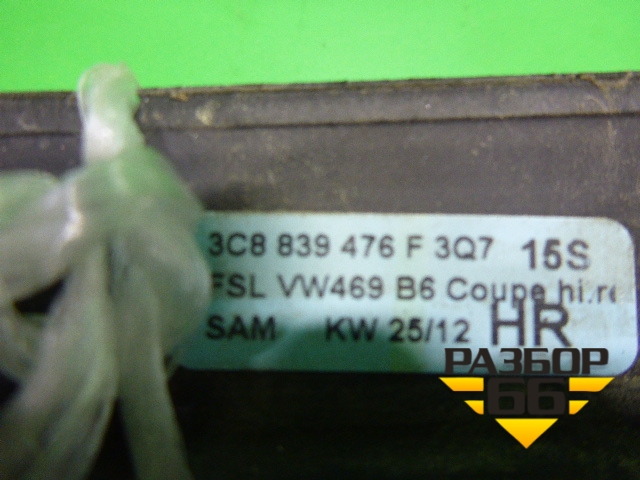 3C8 839 476 F 3Q7 15S
FSL VW469 B6 Coupe hi.re
SAM KW 25/12 HR
РАЗБОР
66